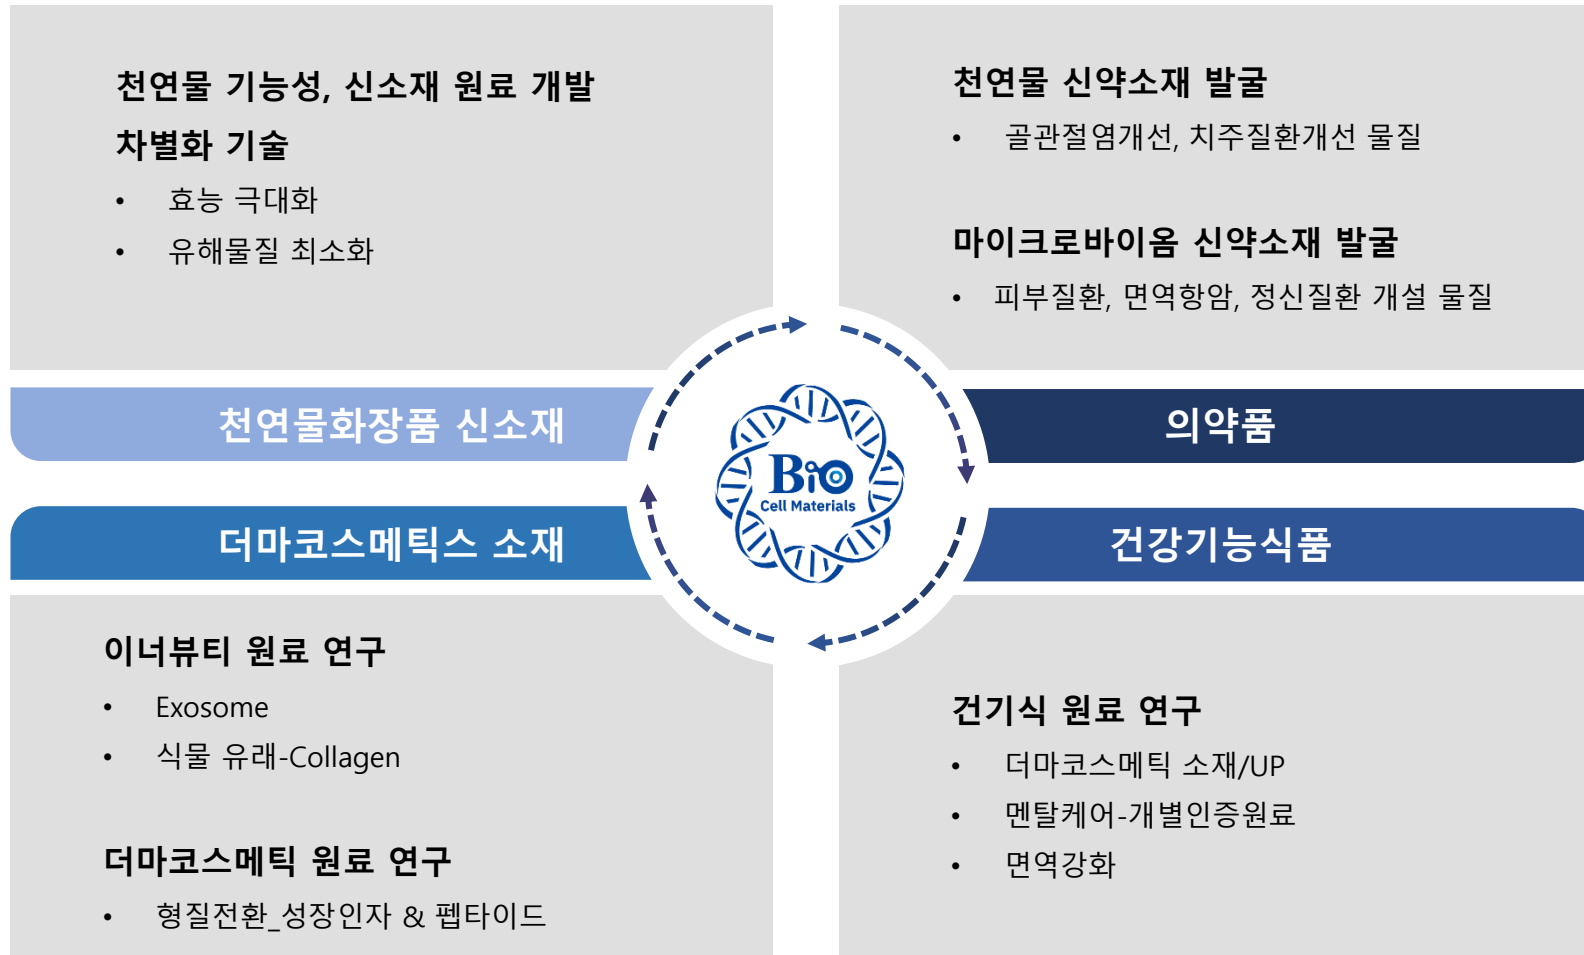 천연물 기능성, 신소재 원료 개발
차별화 기술
• 효능 극대화
• 유해물질 최소화
천연물화장품 신소재
천연물 신약소재 발굴
• 골관절염개선, 치주질환개선 물질
마이크로바이옴 신약소재 발굴
• 피부질환, 면역항암, 정신질환 개설 물질
의약품
Bio
Cell Materials
더마코스메틱스 소재
이너뷰티 원료 연구
• Exosome
• 식물 유래-Collagen
더마코스메틱 원료 연구
• 형질전환_성장인자 & 펩타이드
건강기능식품
건기식 원료 연구
• 더마코스메틱 소재/UP
• 멘탈케어-개별인증원료
• 면역강화